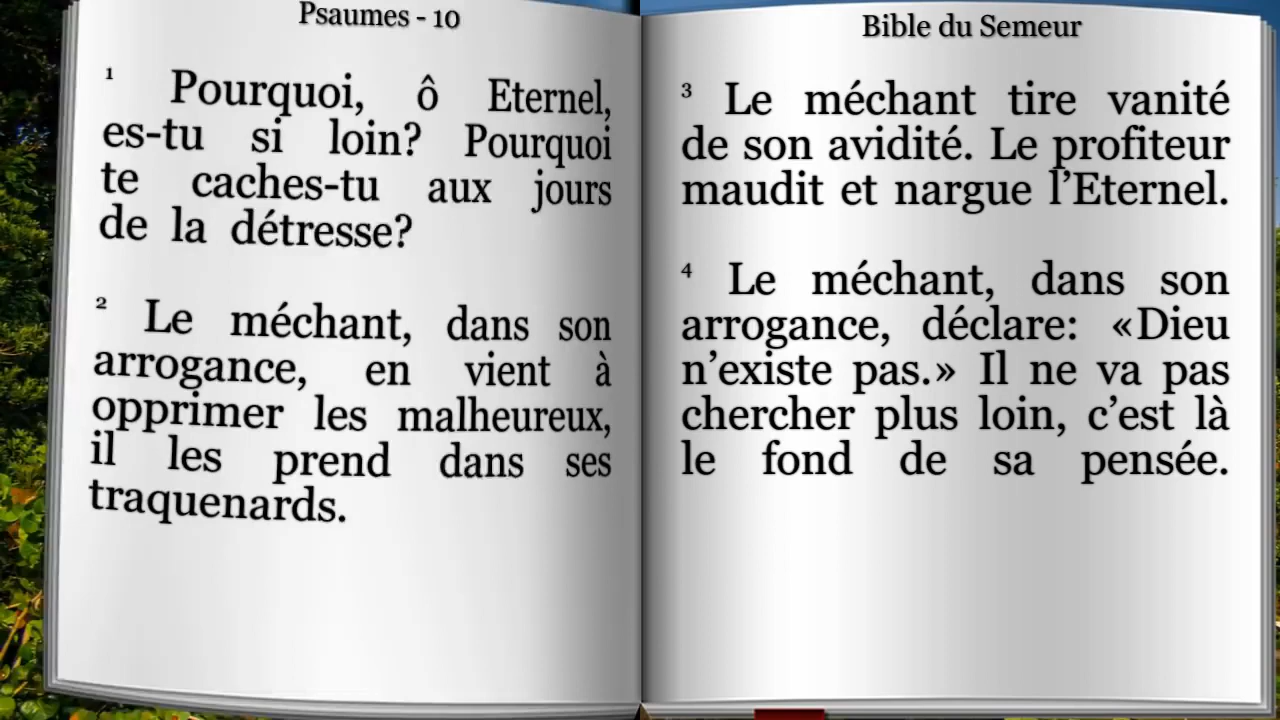 Psaumes - 10
1 Pourquoi, ô Eternel,
es-tu si loin? Pourquoi
te caches-tu aux jours
de la détresse?
2 Le méchant, dans son
arrogance, en vient à
opprimer les malheureux,
il les prend dans ses
traquenards.
Bible du Semeur
3 Le méchant tire vanité
de son avidité. Le profiteur
maudit et nargue l’Eternel.
4 Le méchant, dans son
arrogance, déclare: «Dieu
n’existe pas.» Il ne va pas
chercher plus loin, c’est là
le fond de sa pensée.